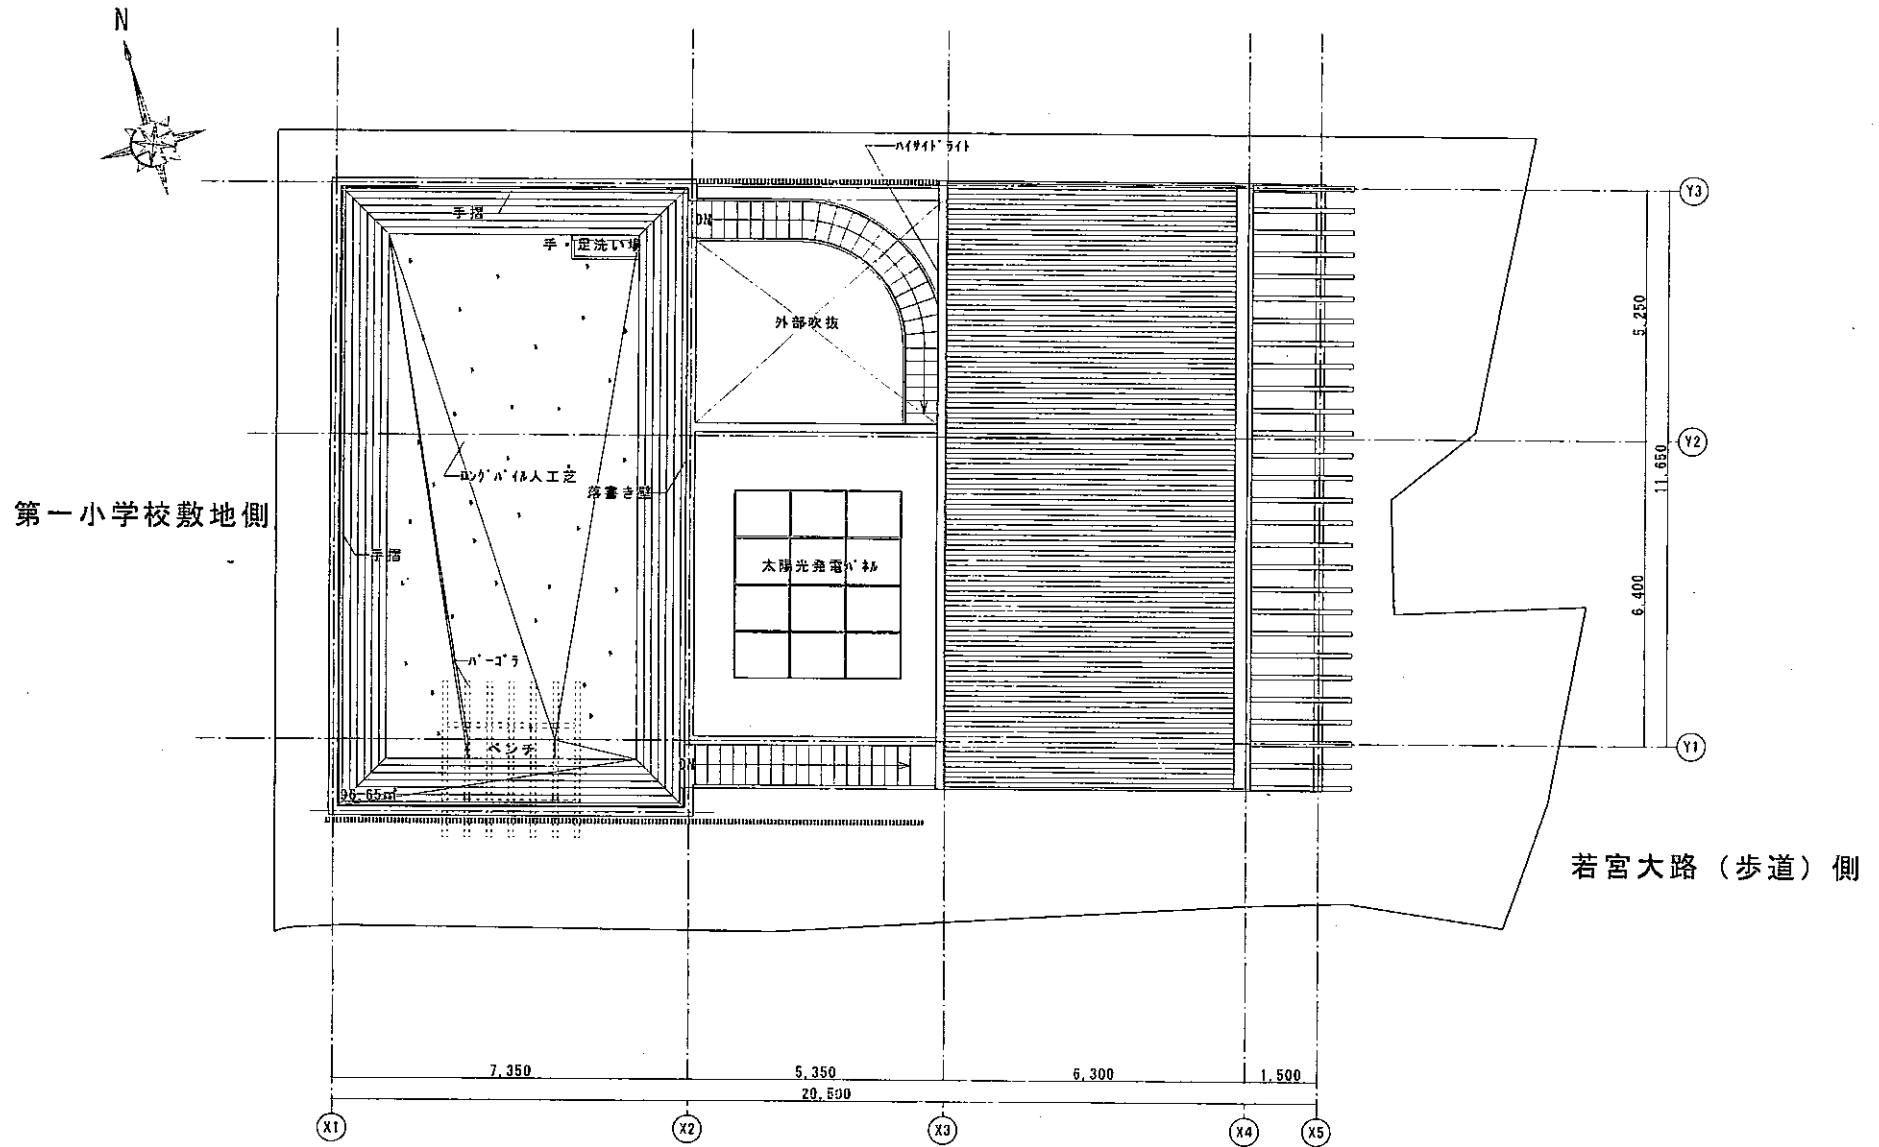 N
ハイサイドライト
Y3
手摺
DN
手・足洗い場
外部吹抜
5,250
Y2
11,650
ロングパイル人工芝
落書き壁
第一小学校敷地側
手摺
太陽光発電パネル
6,400
パーゴラ
ベンチ
Y1
DN
96.65㎡
若宮大路（歩道）側
7,350
5,350
6,300
1,500
20,500
X1
X2
X3
X4
X5